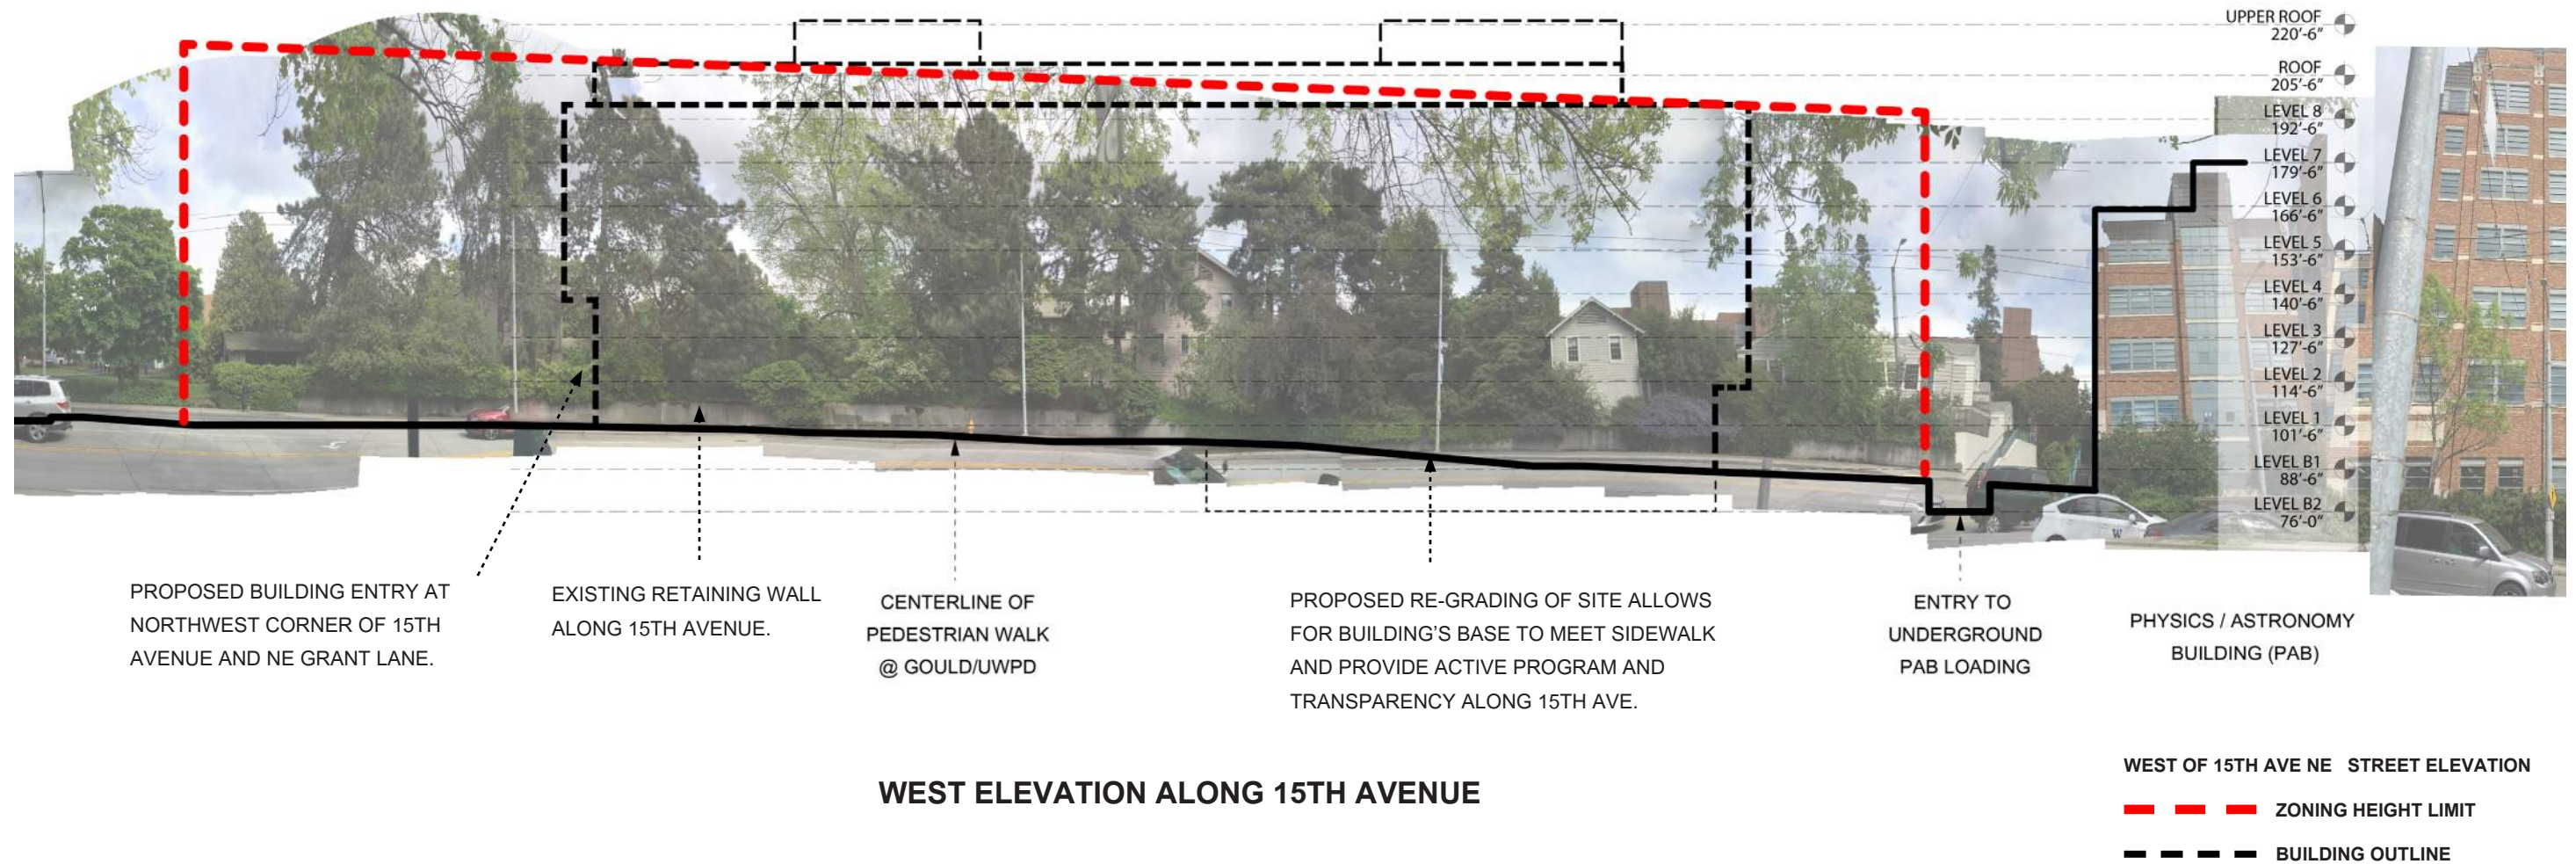 UPPER ROOF
220'-6"
ROOF
205'-6"
LEVEL 8
192'-6"
LEVEL 7
179'-6"
LEVEL 6
166'-6"
LEVEL 5
153'-6"
LEVEL 4
140'-6"
LEVEL 3
127'-6"
LEVEL 2
114'-6"
LEVEL 1
101'-6"
LEVEL B1
88'-6"
LEVEL B2
76'-0"
W
PROPOSED BUILDING ENTRY AT
NORTHWEST CORNER OF 15TH
AVENUE AND NE GRANT LANE.
EXISTING RETAINING WALL
ALONG 15TH AVENUE.
CENTERLINE OF
PEDESTRIAN WALK
@ GOULD/UWPD
PROPOSED RE-GRADING OF SITE ALLOWS
FOR BUILDING'S BASE TO MEET SIDEWALK
AND PROVIDE ACTIVE PROGRAM AND
TRANSPARENCY ALONG 15TH AVE.
ENTRY TO
UNDERGROUND
PAB LOADING
PHYSICS / ASTRONOMY
BUILDING (PAB)
WEST ELEVATION ALONG 15TH AVENUE
WEST OF 15TH AVE NE STREET ELEVATION
ZONING HEIGHT LIMIT
BUILDING OUTLINE